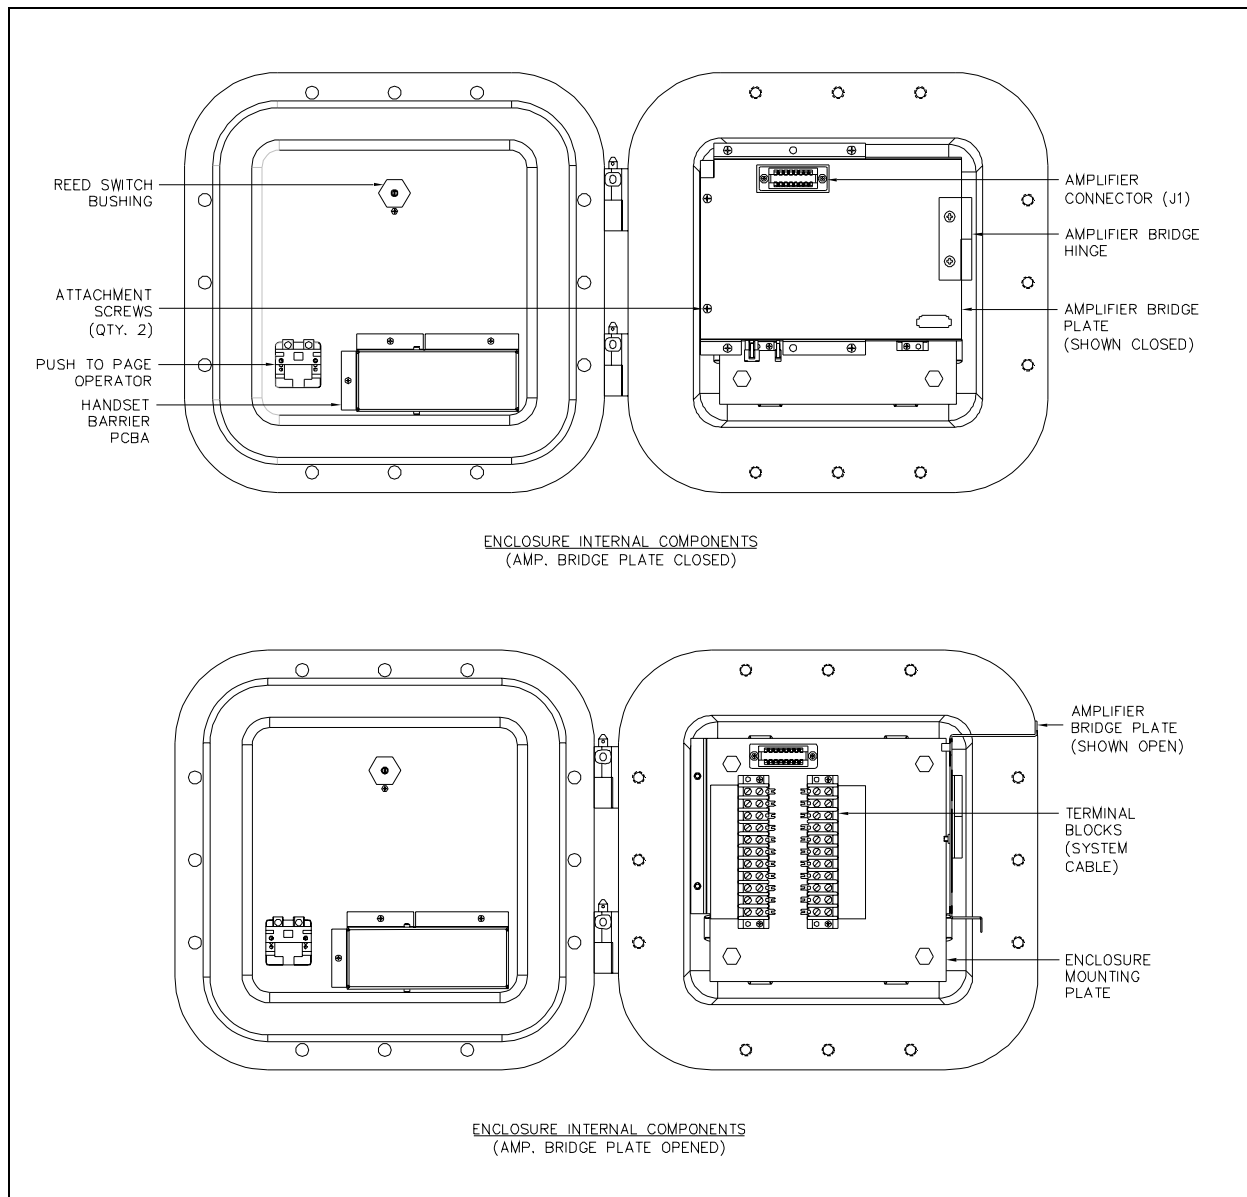 REED SWITCH
BUSHING
ATTACHMENT
SCREWS
(QTY. 2)
PUSH TO PAGE
OPERATOR
HANDSET
BARRIER
PCBA
AMPLIFIER
CONNECTOR (J1)
AMPLIFIER BRIDGE
HINGE
AMPLIFIER BRIDGE
PLATE
(SHOWN CLOSED)
ENCLOSURE INTERNAL COMPONENTS
(AMP. BRIDGE PLATE CLOSED)
AMPLIFIER
BRIDGE PLATE
(SHOWN OPEN)
TERMINAL
BLOCKS
(SYSTEM
CABLE)
ENCLOSURE
MOUNTING
PLATE
ENCLOSURE INTERNAL COMPONENTS
(AMP. BRIDGE PLATE OPENED)